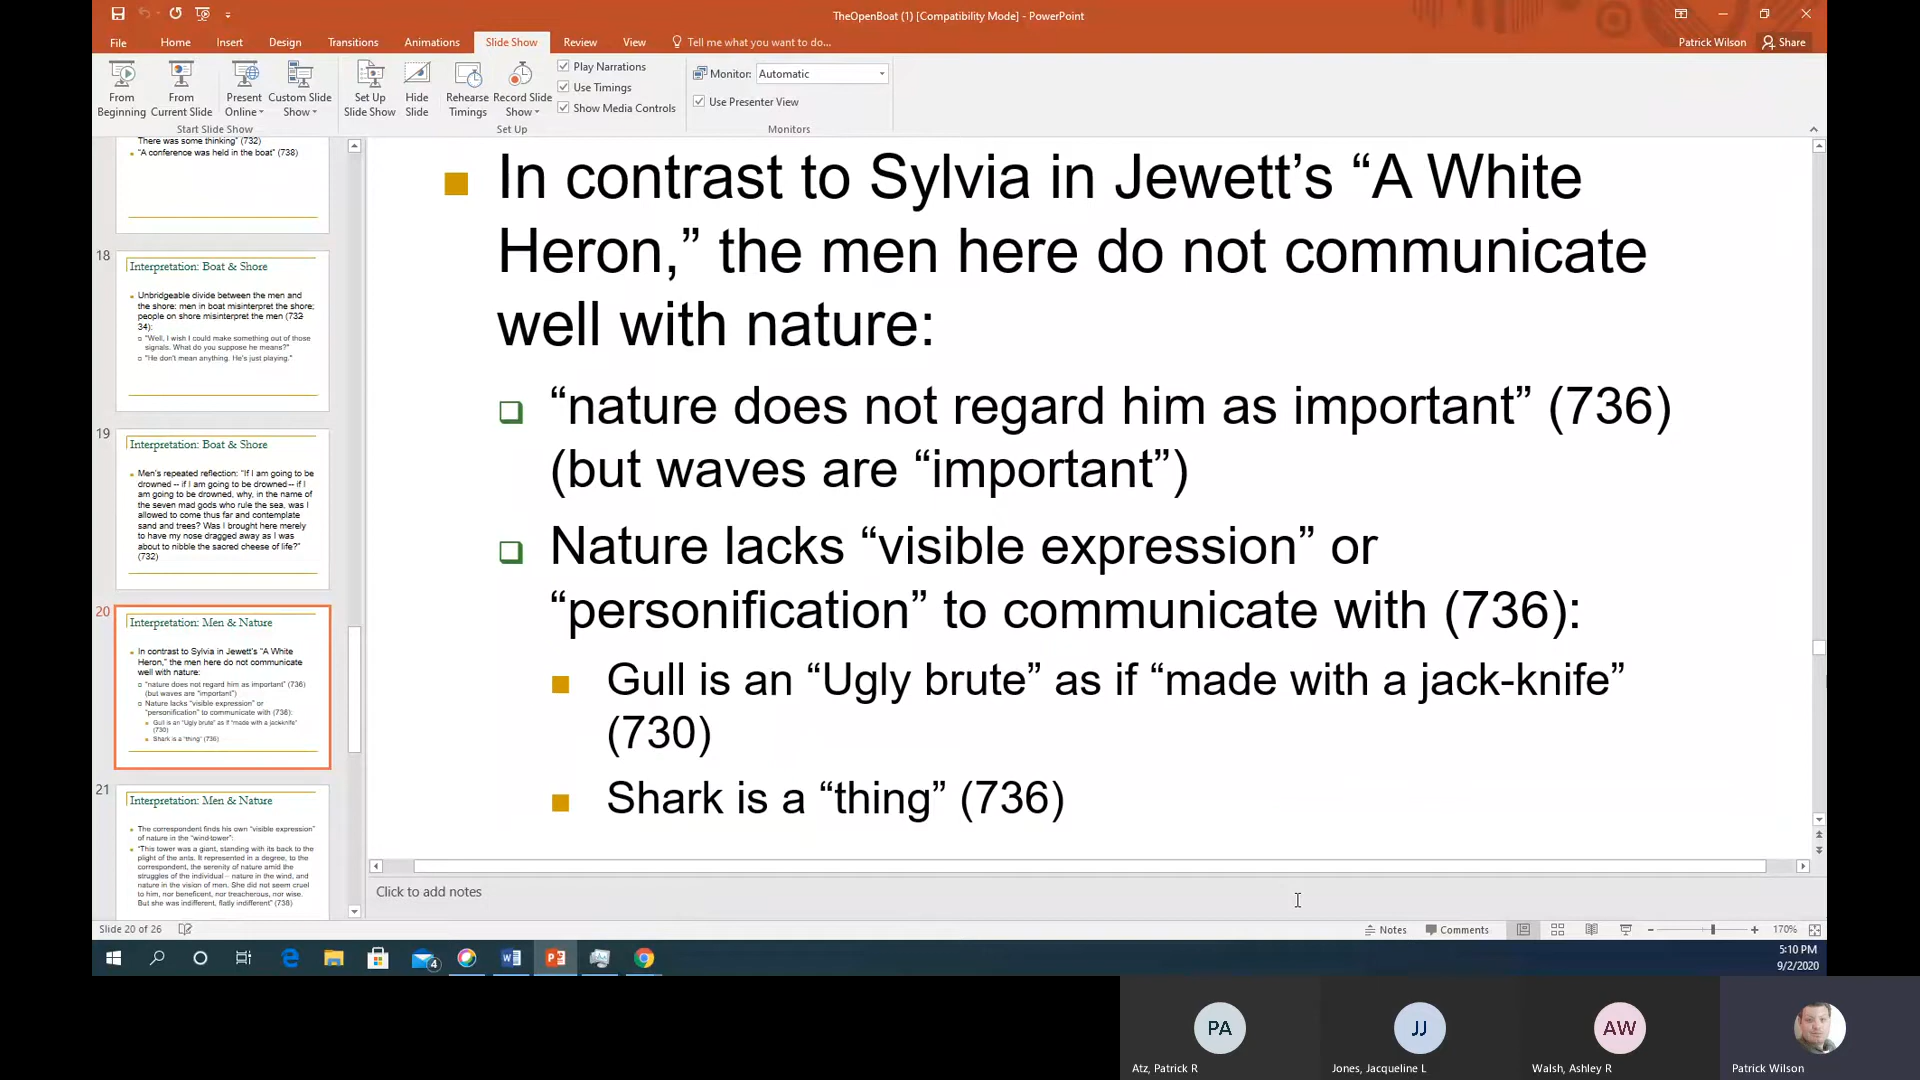 TheOpenBoat (1) [Compatibility Mode] - PowerPoint
File Home Insert Design Transitions Animations Slide Show Review View Tell me what you want to do... Patrick Wilson Share
From Beginning
From Current Slide
Present Online
Custom Slide Show
Start Slide Show
Set Up Slide Show
Hide Slide
Rehearse Timings
Record Slide Show
Play Narrations
Use Timings
Show Media Controls
Set Up
Monitor: Automatic
Use Presenter View
Monitors
There was some thinking" (732)
"A conference was held in the boat" (738)
18
Interpretation: Boat & Shore
Unbridgeable divide between the men and
the shore: men in boat misinterpret the shore;
people on shore misinterpret the men (732-
34):
"Well, I wish I could make something out of those
signals. What do you suppose he means?"
"He don't mean anything. He's just playing."
19
Interpretation: Boat & Shore
Men's repeated reflection: "If I am going to be
drowned -- if I am going to be drowned -- if I
am going to be drowned, why, in the name of
the seven mad gods who rule the sea, was I
allowed to come thus far and contemplate
sand and trees? Was I brought here merely
to have my nose dragged away as I was
about to nibble the sacred cheese of life?"
(732)
20
Interpretation: Men & Nature
In contrast to Sylvia in Jewett's "A White
Heron," the men here do not communicate
well with nature:
"nature does not regard him as important" (736)
(but waves are "important")
Nature lacks "visible expression" or
"personification" to communicate with (736):
Gull is an "Ugly brute" as if "made with a jack-knife"
(730)
Shark is a "thing" (736)
21
Interpretation: Men & Nature
The correspondent finds his own "visible expression"
of nature in the "wind-tower":
"This tower was a giant, standing with its back to the
plight of the ants. It represented in a degree, to the
correspondent, the serenity of nature amid the
struggles of the individual -- nature in the wind, and
nature in the vision of men. She did not seem cruel
to him, nor beneficent, nor treacherous, nor wise.
But she was indifferent, flatly indifferent" (738)
In contrast to Sylvia in Jewett’s “A White
Heron,” the men here do not communicate
well with nature:
“nature does not regard him as important” (736)
(but waves are “important”)
Nature lacks “visible expression” or
“personification” to communicate with (736):
Gull is an “Ugly brute” as if “made with a jack-knife”
(730)
Shark is a “thing” (736)
Click to add notes
Slide 20 of 26 Notes Comments 170%
4
5:10 PM
9/2/2020
PA JJ AW
Atz, Patrick R Jones, Jacqueline L Walsh, Ashley R Patrick Wilson